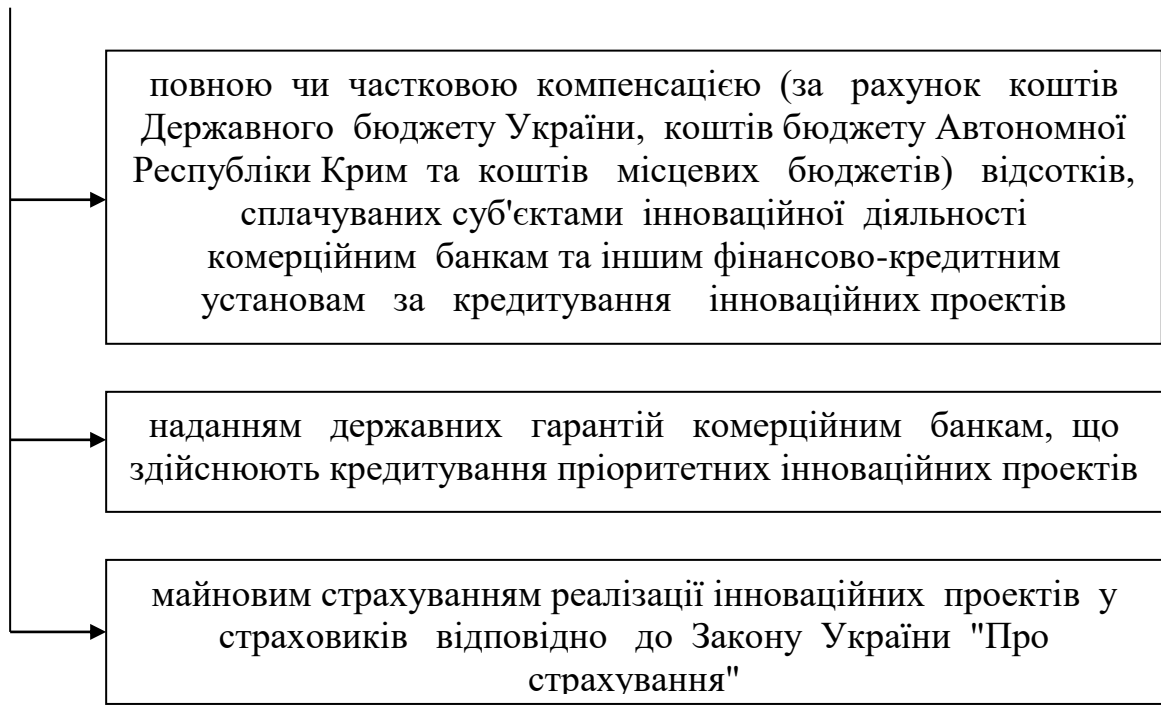 повною чи частковою компенсацією (за рахунок коштів
Державного бюджету України, коштів бюджету Автономної
Республіки Крим та коштів місцевих бюджетів) відсотків,
сплачуваних суб'єктами інноваційної діяльності
комерційним банкам та іншим фінансово-кредитним
установам за кредитування інноваційних проектів
наданням державних гарантій комерційним банкам, що
здійснюють кредитування пріоритетних інноваційних проектів
майновим страхуванням реалізації інноваційних проектів у
страховиків відповідно до Закону України "Про
страхування"